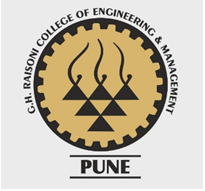 G.H. RAISONI COLLEGE OF ENGINEERING & MANAGEMENT
PUNE